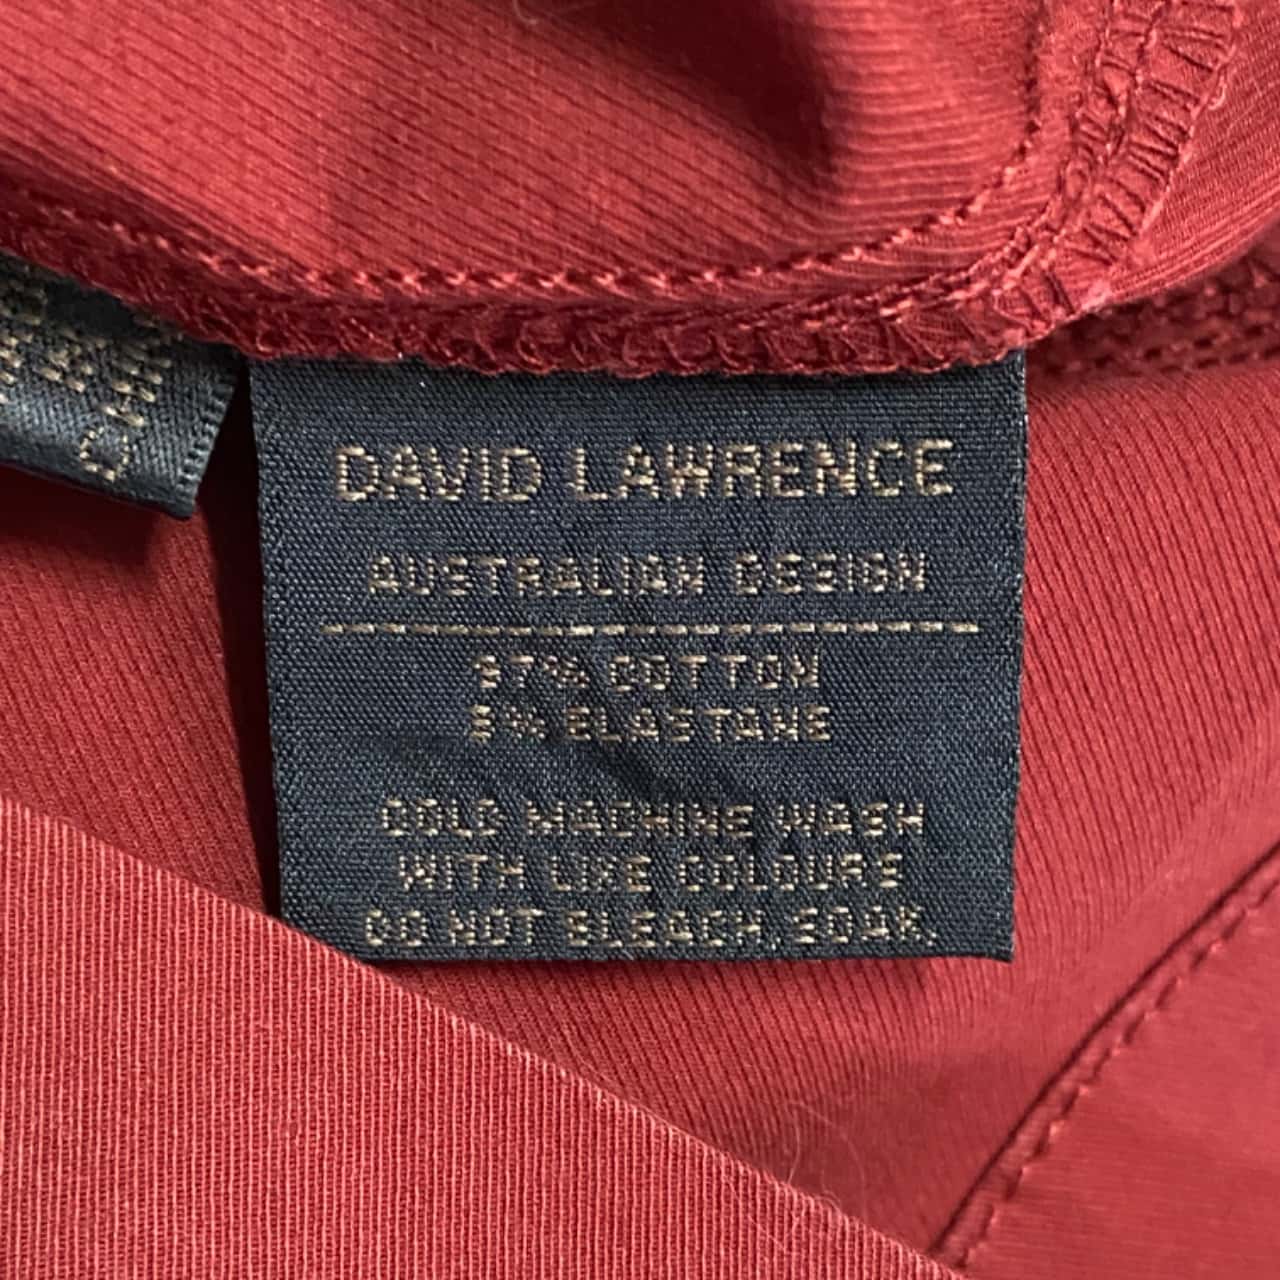 DAVID LAWRENCE
AUSTRALIAN DESIGN
97% COTTON
3% ELASTANE
COLD MACHINE WASH
WITH LIKE COLOURS
DO NOT BLEACH, SOAK,